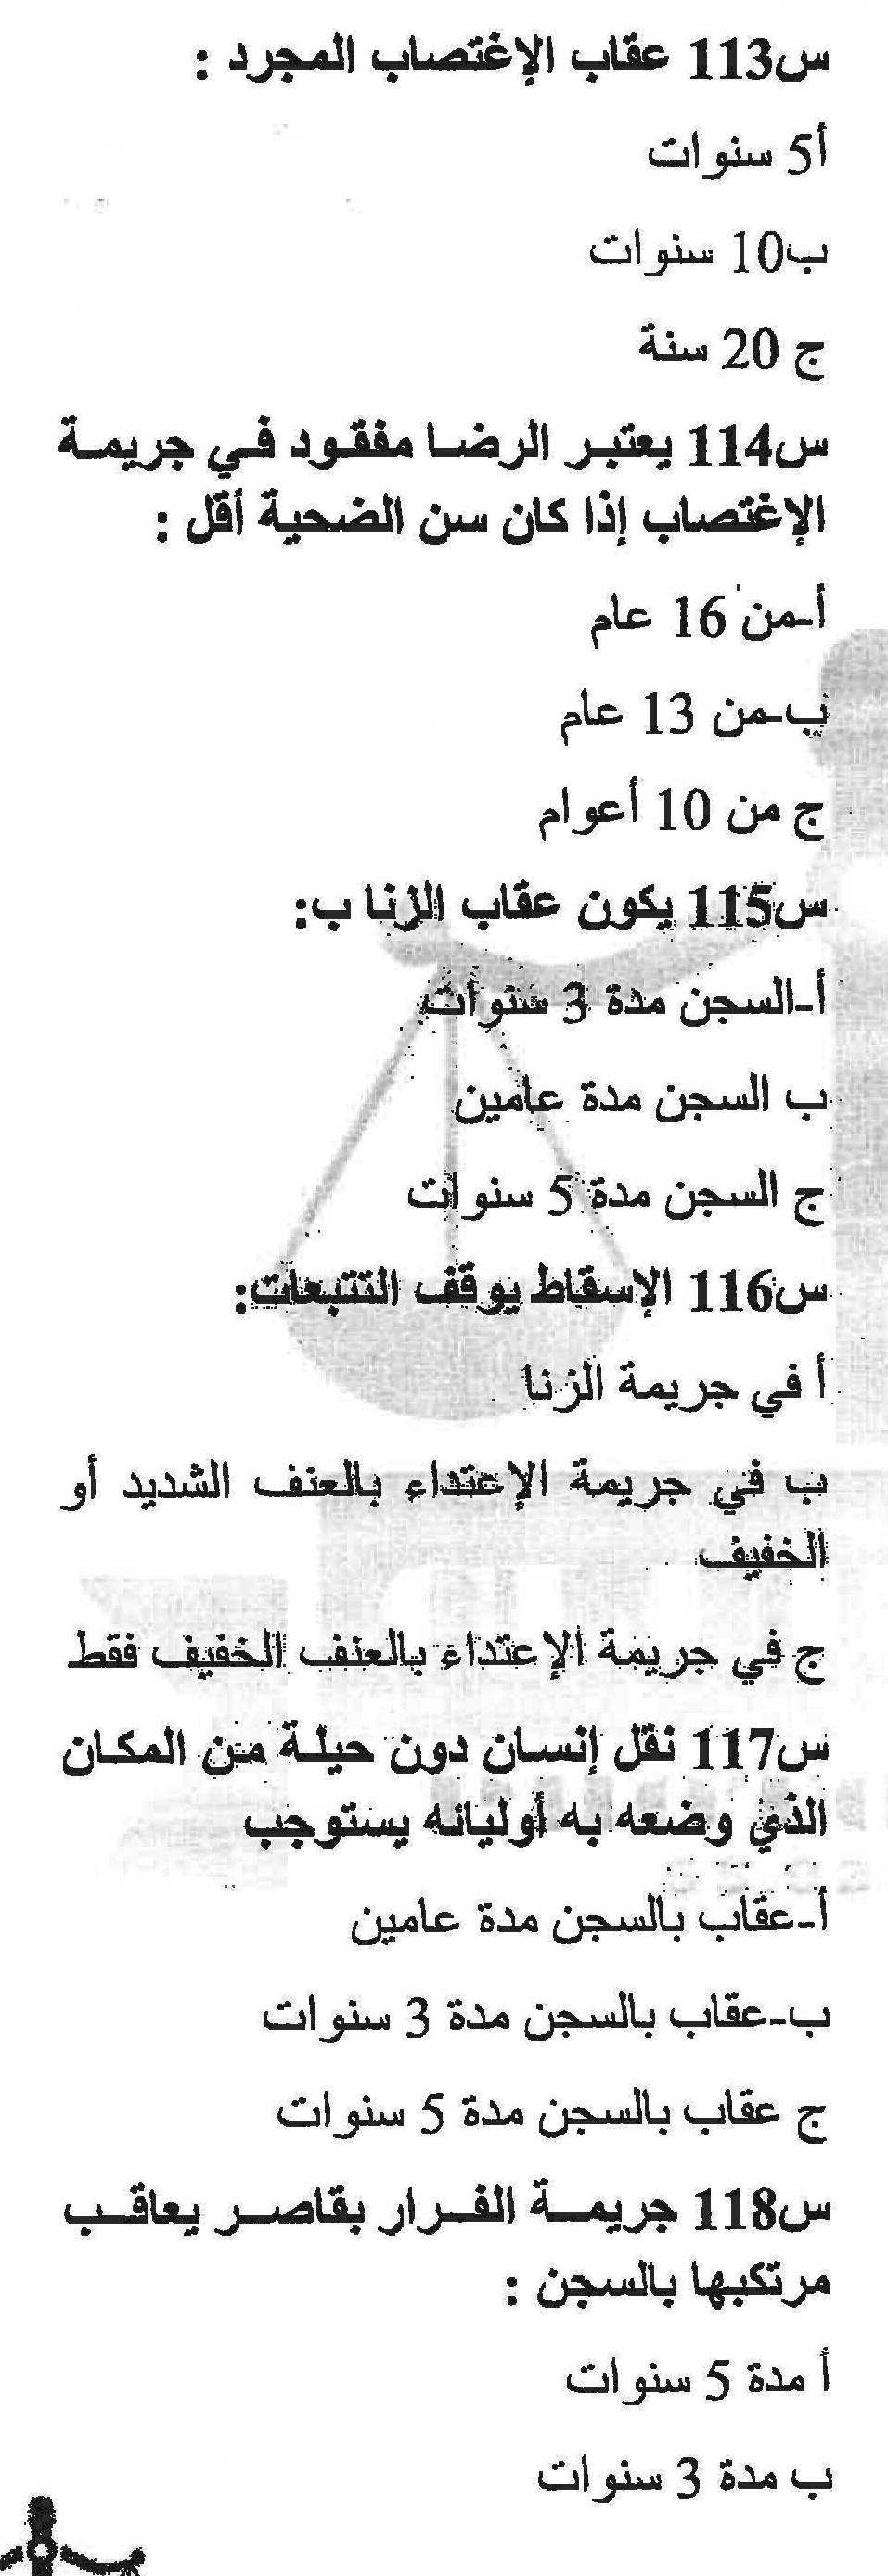 س113 عقاب الإغتصاب المجرد :
أ5 سنوات
ب10 سنوات
ج 20 سنة
س114 يعتبر الرضا مفقود في جريمة
الإغتصاب إذا كان سن الضحية أقل :
أ-من 16 عام
ب-من 13 عام
ج من 10 أعوام
س115 يكون عقاب الزنا ب:
أ-السجن مدة 3 سنوات
ب السجن مدة عامين
ج السجن مدة 5 سنوات
س116 الإسقاط يوقف التتبعات:
أ في جريمة الزنا
ب في جريمة الإعتداء بالعنف الشديد أو
الخفيف
ج في جريمة الإعتداء بالعنف الخفيف فقط
س117 نقل إنسان دون حيلة من المكان
الذي وضعه به أوليائه يستوجب
أ-عقاب بالسجن مدة عامين
ب-عقاب بالسجن مدة 3 سنوات
ج عقاب بالسجن مدة 5 سنوات
س118 جريمة الفرار بقاصر يعاقب
مرتكبها بالسجن :
أ مدة 5 سنوات
ب مدة 3 سنوات